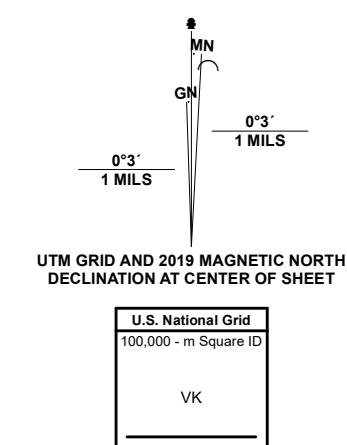 MN
GN
0°3´
1 MILS
0°3´
1 MILS
UTM GRID AND 2019 MAGNETIC NORTH
DECLINATION AT CENTER OF SHEET
U.S. National Grid
100,000 - m Square ID
VK